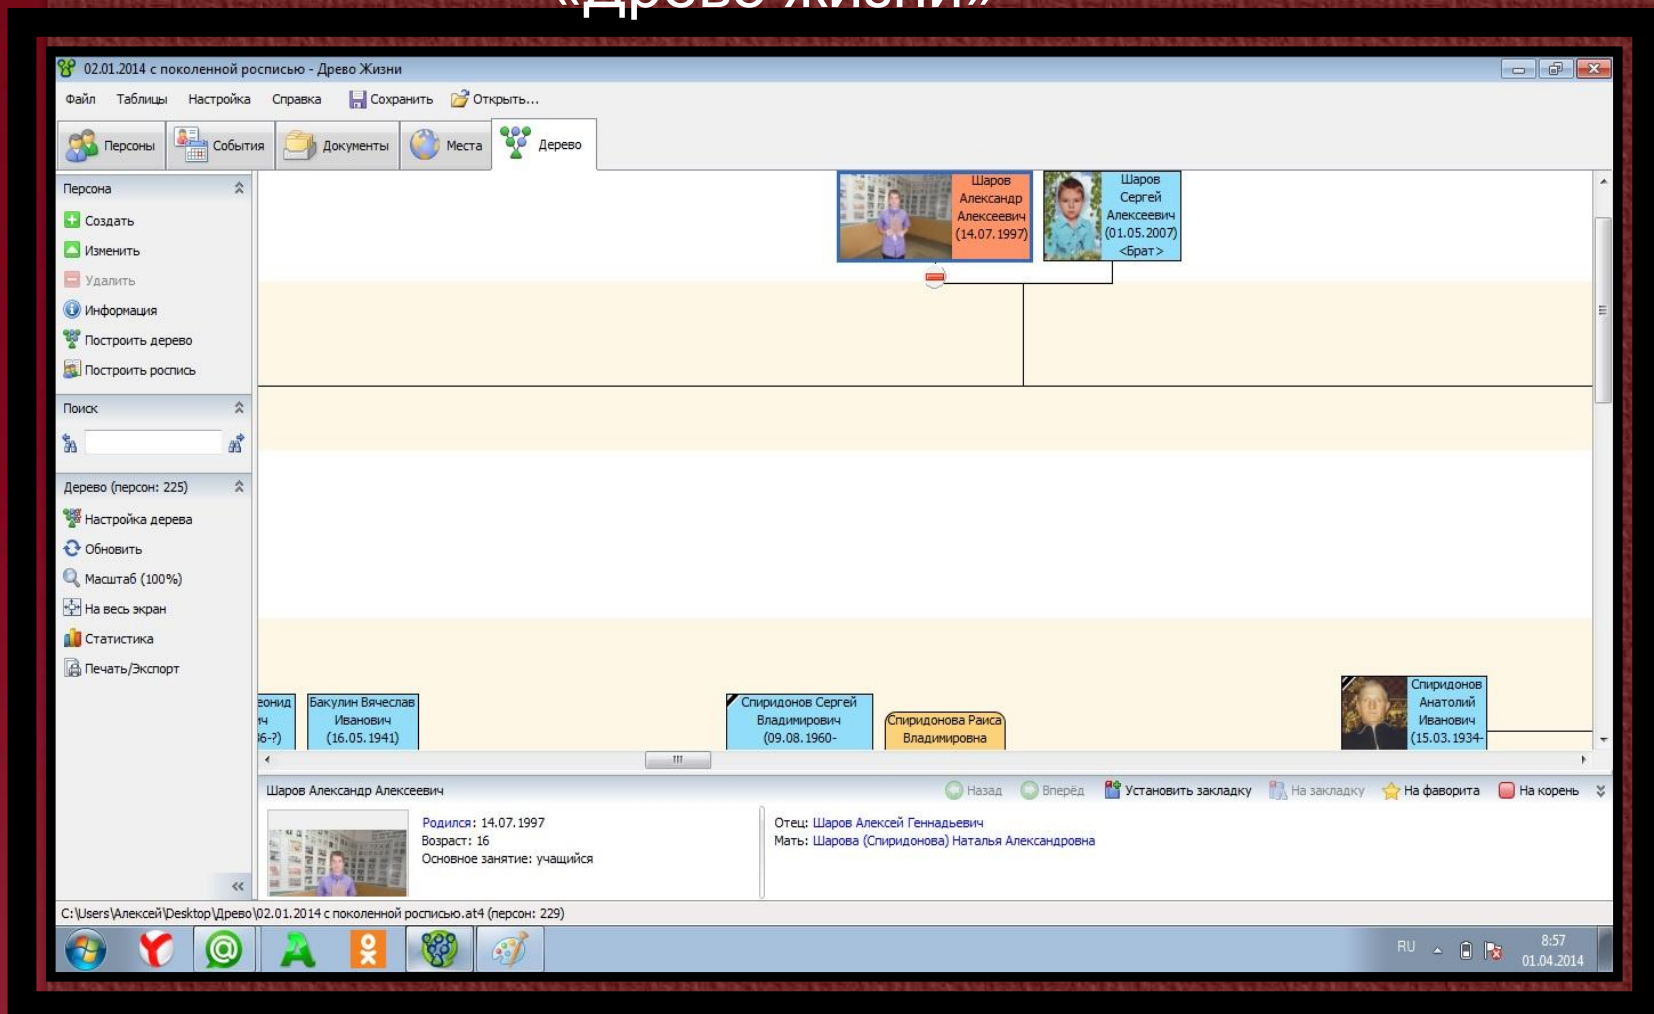 «Древо жизни»
02.01.2014 с поколенной росписью - Древо Жизни
Файл Таблицы Настройка Справка Сохранить Открыть...
Персоны События Документы Места Дерево
Персона
Создать
Изменить
Удалить
Информация
Построить дерево
Построить роспись
Поиск
Дерево (персон: 225)
Настройка дерева
Обновить
Масштаб (100%)
На весь экран
Статистика
Печать/Экспорт
Шаров
Александр
Алексеевич
(14.07.1997)
Шаров
Сергей
Алексеевич
(01.05.2007)
<Брат>
еонид
ич
6-?)
Бакулин Вячеслав
Иванович
(16.05.1941)
Спиридонов Сергей
Владимирович
(09.08.1960-
Спиридонова Раиса
Владимировна
Спиридонов
Анатолий
Иванович
(15.03.1934-
Шаров Александр Алексеевич
Назад Вперёд Установить закладку На закладку На фаворита На корень
Родился: 14.07.1997
Возраст: 16
Основное занятие: учащийся
Отец: Шаров Алексей Геннадьевич
Мать: Шарова (Спиридонова) Наталья Александровна
C:\Users\Алексей\Desktop\Древо\02.01.2014 с поколенной росписью.at4 (персон: 229)
RU
8:57
01.04.2014